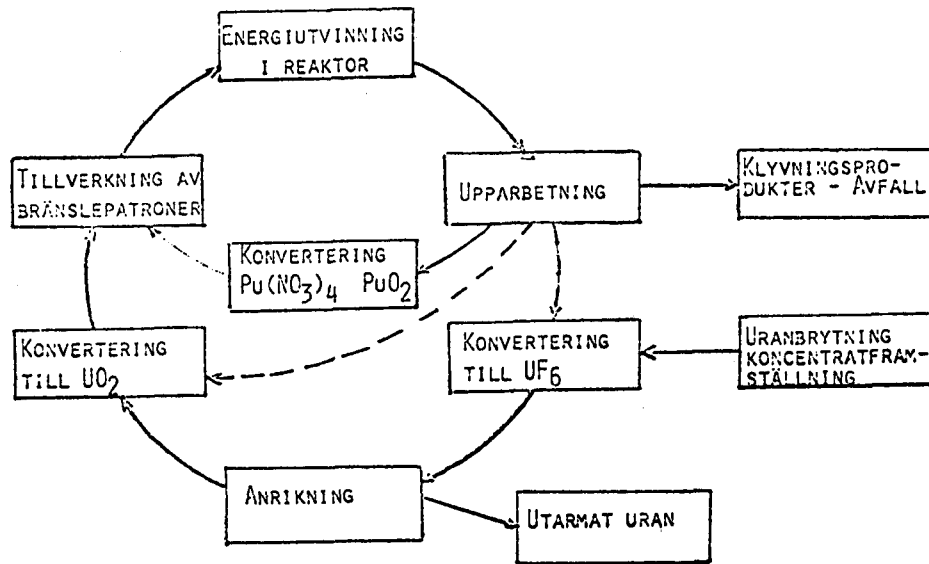 ENERGIUTVINNING
I REAKTOR
TILLVERKNING AV
BRÄNSLEPATRONER
UPPARBETNING
KLYVNINGSPRO-
DUKTER - AVFALL
KONVERTERING
Pu(NO3)4 PuO2
KONVERTERING
TILL UO2
KONVERTERING
TILL UF6
URANBRYTNING
KONCENTRATFRAM-
STÄLLNING
ANRIKNING
UTARMAT URAN